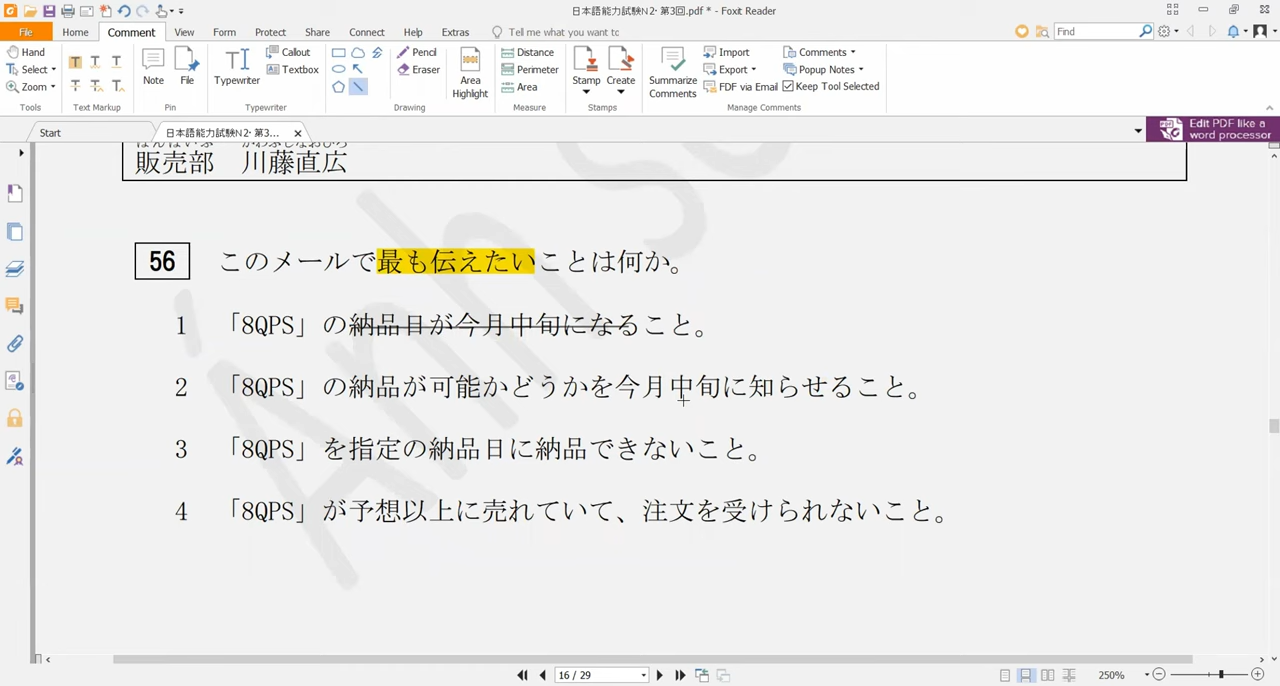 日本語能力試験N2· 第3回.pdf * - Foxit Reader
File Home Comment View Form Protect Share Connect Help Extras Tell me what you want to Find
Hand
Select
Zoom
Tools
Text Markup
Note
File
Pin
Typewriter
Callout
Textbox
Typewriter
Pencil
Eraser
Drawing
Area Highlight
Distance
Perimeter
Area
Measure
Stamp
Create
Stamps
Summarize Comments
Import
Export
FDF via Email
Comments
Popup Notes
Keep Tool Selected
Manage Comments
Start
日本語能力試験N2· 第3...
Edit PDF like a
word processor
販売部 川藤直広
56 このメールで最も伝えたいことは何か。
1 「8QPS」の納品日が今月中旬になること。
2 「8QPS」の納品が可能かどうかを今月中旬に知らせること。
3 「8QPS」を指定の納品日に納品できないこと。
4 「8QPS」が予想以上に売れていて、注文を受けられないこと。
16 / 29
250%